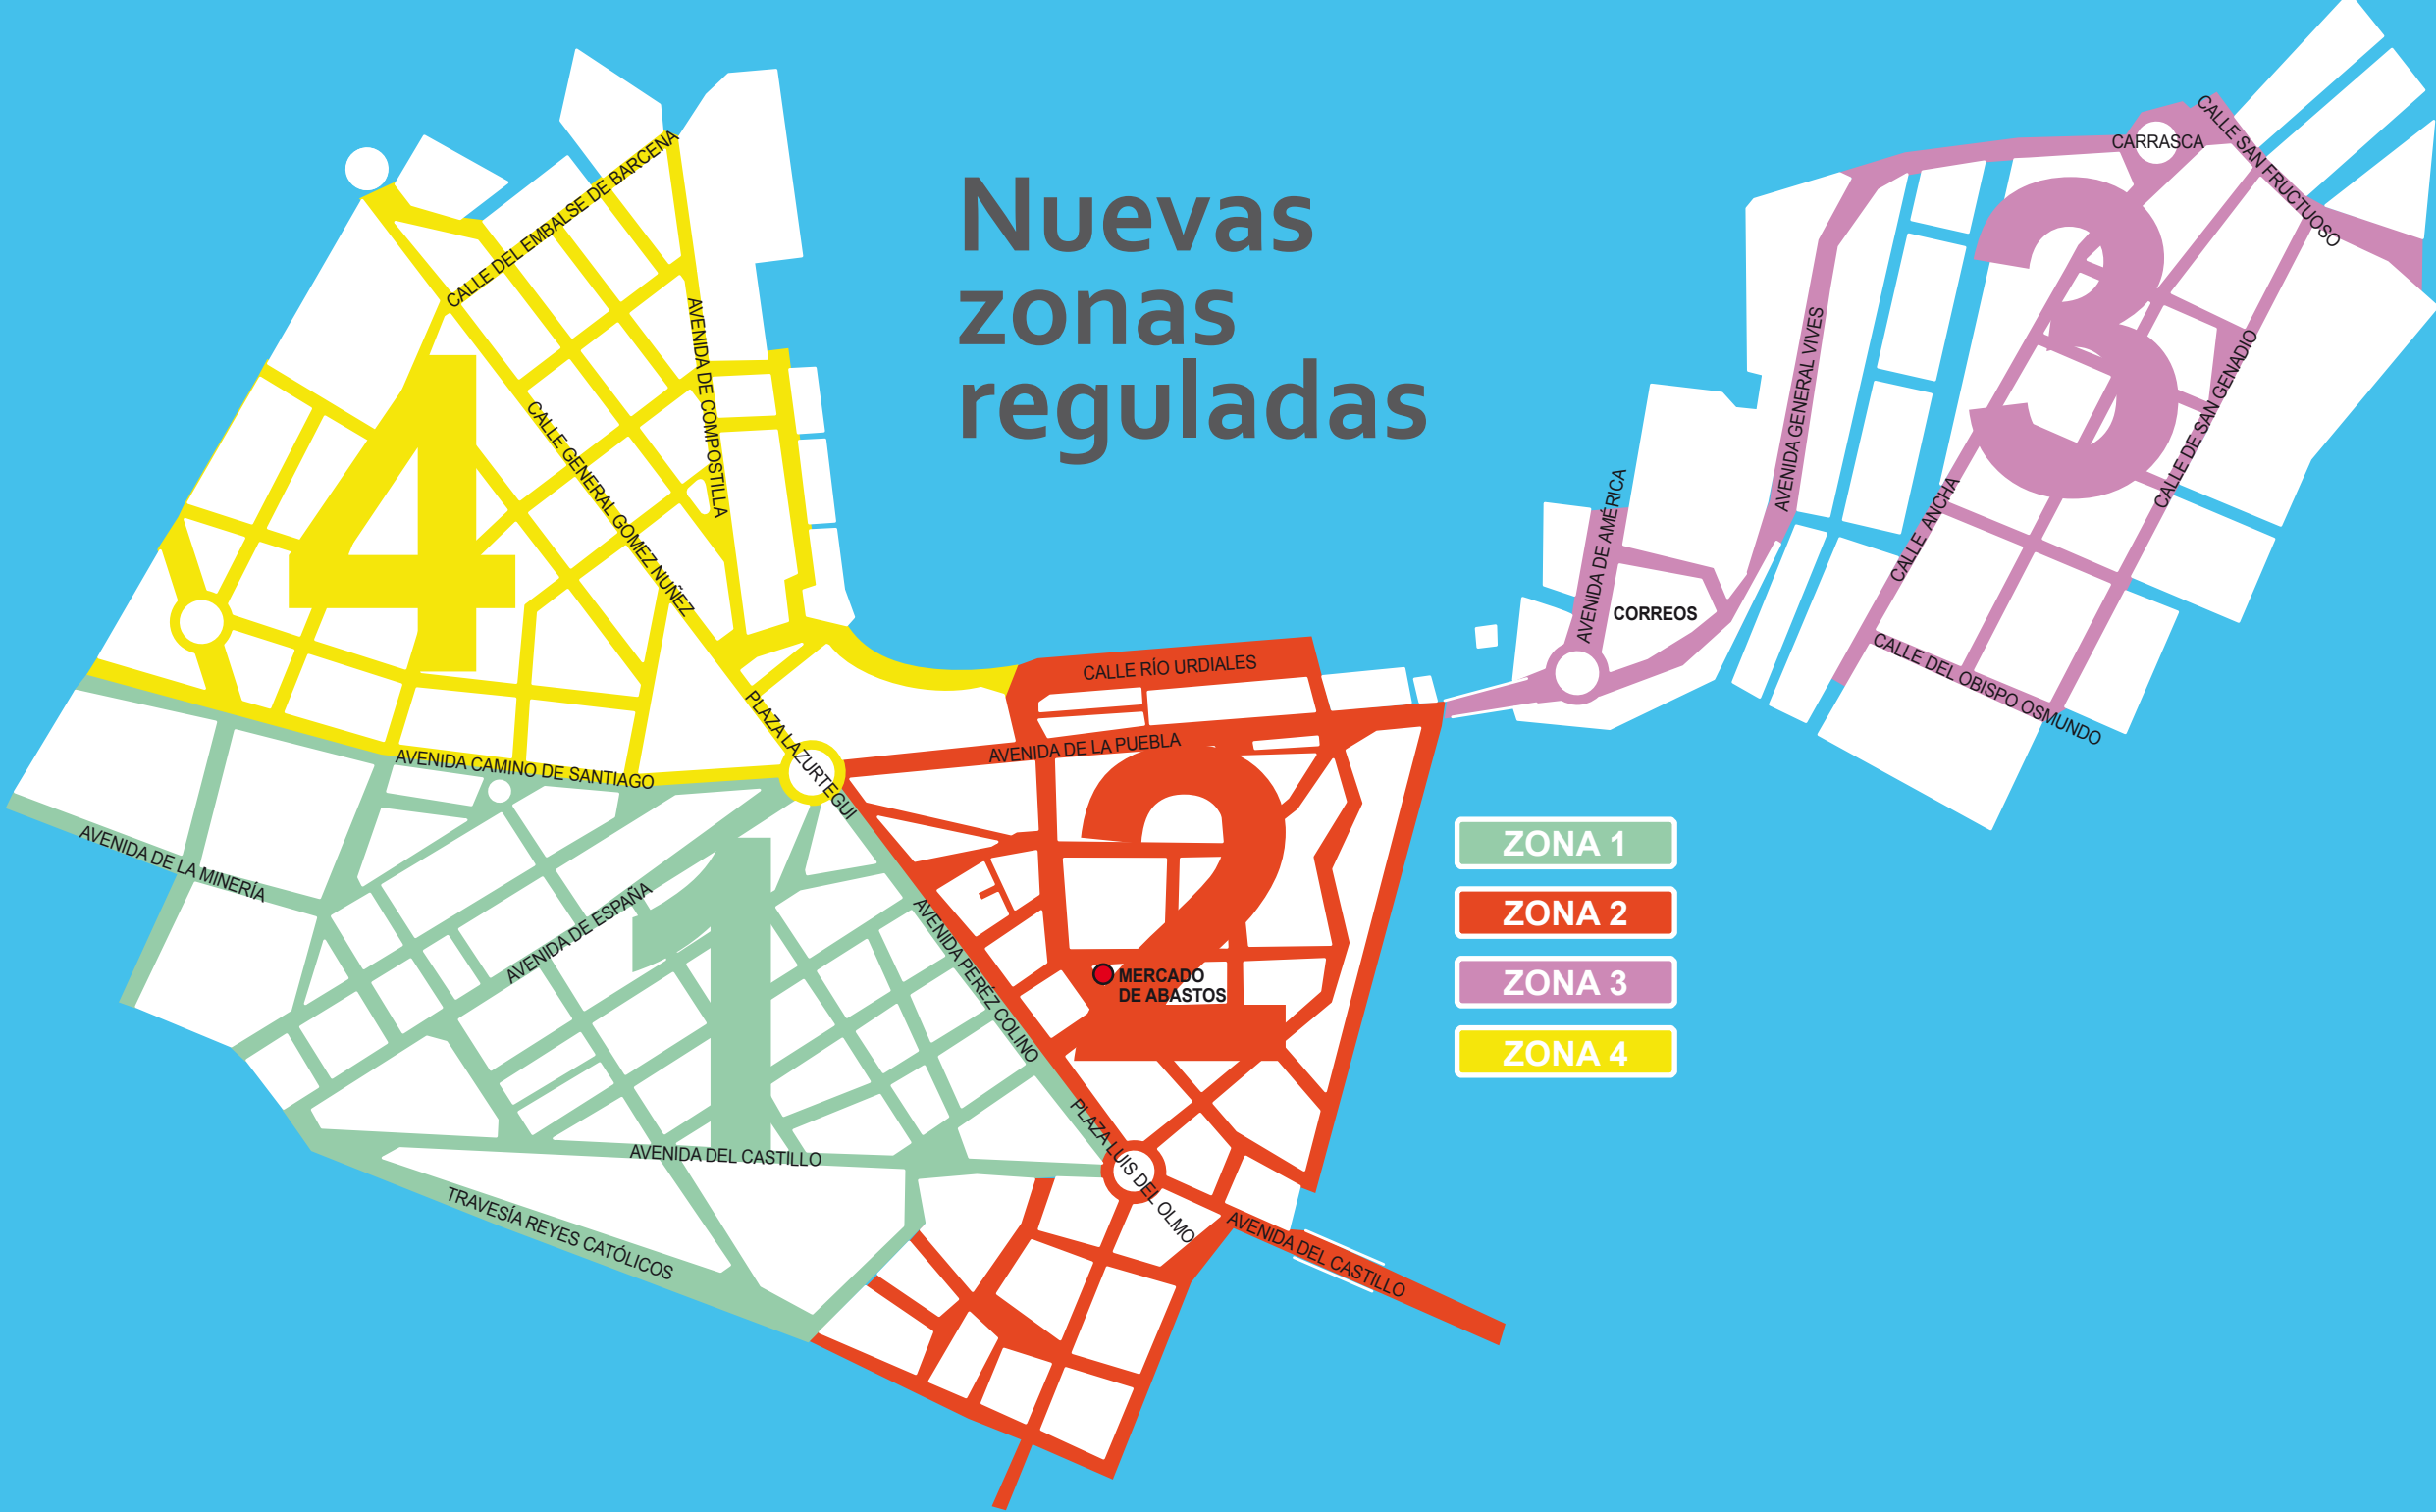 Nuevas
zonas
reguladas
CALLE DEL EMBALSE DE BARCENA
AVENIDA DE COMPOSTILLA
4
CALLE GENERAL GOMEZ NUÑEZ
PLAZA LAZURTEGUI
AVENIDA CAMINO DE SANTIAGO
AVENIDA DE LA MINERÍA
AVENIDA DE ESPAÑA
1
AVENIDA PERÉZ COLINO
AVENIDA DEL CASTILLO
TRAVESÍA REYES CATÓLICOS
CALLE RÍO URDIALES
AVENIDA DE LA PUEBLA
2
MERCADO
DE ABASTOS
PLAZA LUIS DEL OLMO
AVENIDA DEL CASTILLO
CARRASCA
CALLE SAN FRUCTUOSO
3
AVENIDA GENERAL VIVES
AVENIDA DE AMÉRICA
CORREOS
CALLE ANCHA
CALLE DE SAN GENADIO
CALLE DEL OBISPO OSMUNDO
ZONA 1
ZONA 2
ZONA 3
ZONA 4